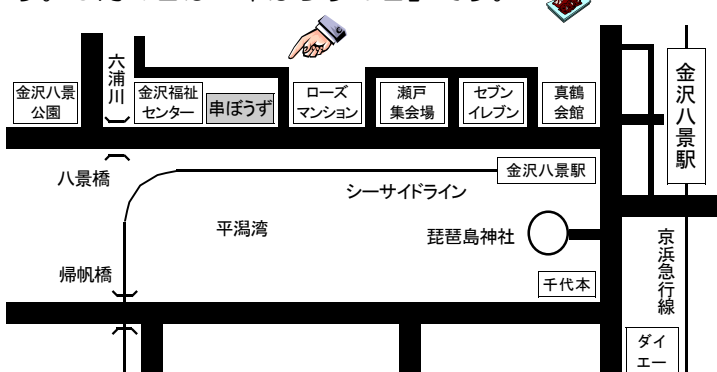 六浦川
金沢八景
公園
金沢福祉
センター
串ぼうず
ローズ
マンション
瀬戸
集会場
セブン
イレブン
真鶴
会館
金沢八景駅
八景橋
金沢八景駅
シーサイドライン
平潟湾
琵琶島神社
京浜急行線
帰帆橋
千代本
ダイ
エー